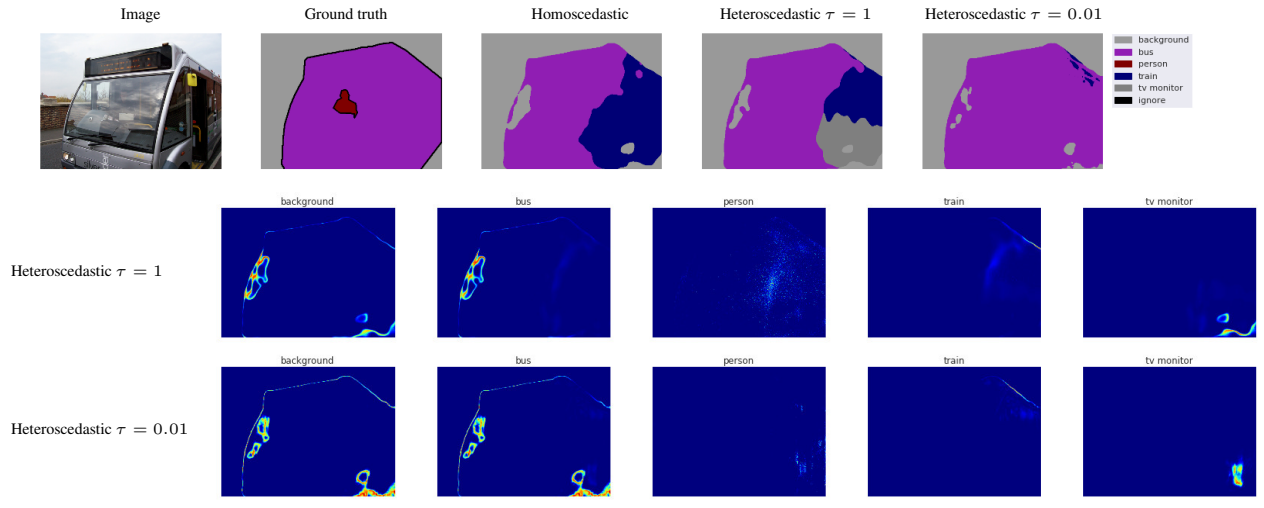 Image
Ground truth
Homoscedastic
Heteroscedastic τ = 1
Heteroscedastic τ = 0.01
background
bus
person
train
tv monitor
ignore
background
bus
person
train
tv monitor
Heteroscedastic τ = 1
background
bus
person
train
tv monitor
Heteroscedastic τ = 0.01